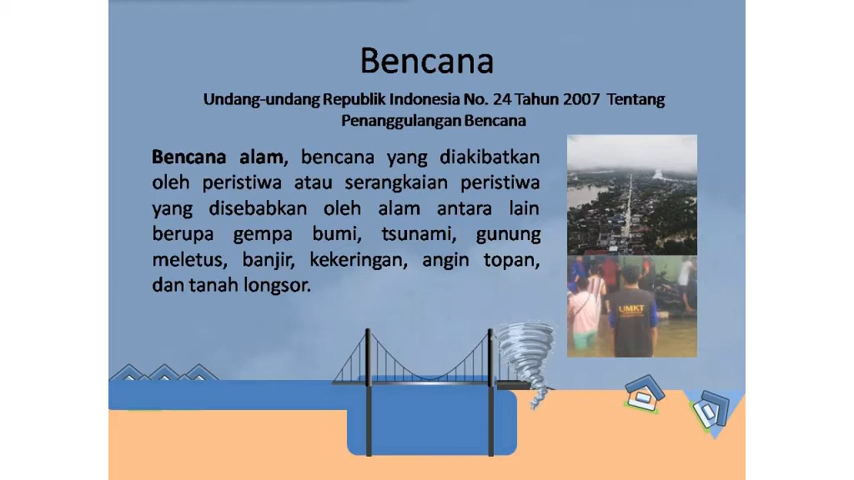 Bencana
Undang-undang Republik Indonesia No. 24 Tahun 2007 Tentang
Penanggulangan Bencana
Bencana alam, bencana yang diakibatkan
oleh peristiwa atau serangkaian peristiwa
yang disebabkan oleh alam antara lain
berupa gempa bumi, tsunami, gunung
meletus, banjir, kekeringan, angin topan,
dan tanah longsor.
UMKT